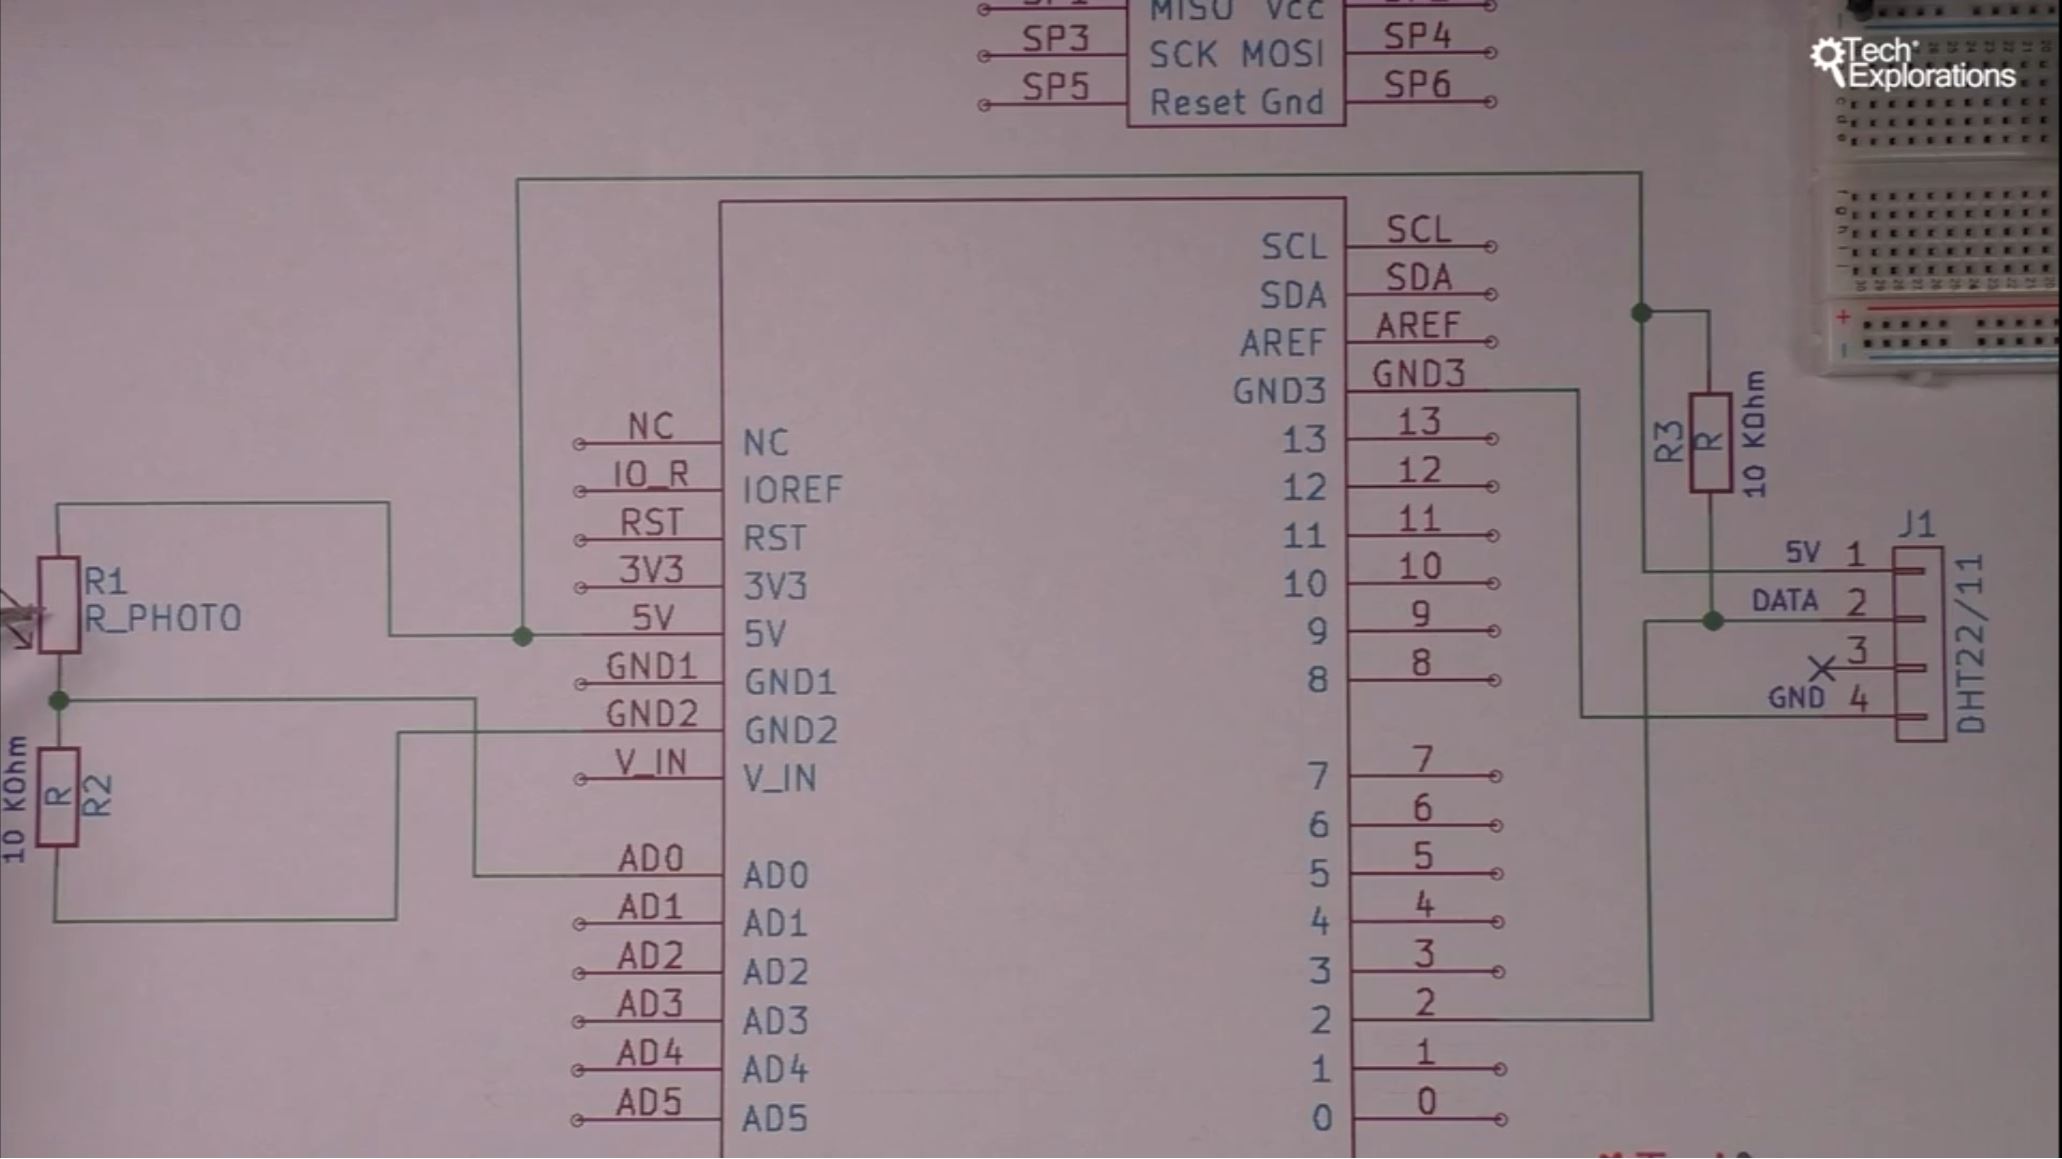 MISO Vcc
SP3 SCK MOSI SP4
SP5 Reset Gnd SP6
Tech
Explorations
SCL SCL
SDA SDA
AREF AREF
GND3 GND3
13 13
12 12
11 11
10 10
9 9
8 8
7 7
6 6
5 5
4 4
3 3
2 2
1 1
0 0
NC NC
IO_R IOREF
RST RST
3V3 3V3
5V 5V
GND1 GND1
GND2 GND2
V_IN V_IN
AD0 AD0
AD1 AD1
AD2 AD2
AD3 AD3
AD4 AD4
AD5 AD5
R1
R_PHOTO
10 KOhm
R
R2
R3
R
10 KOhm
J1
5V 1
DATA 2
3
GND 4
DHT22/11